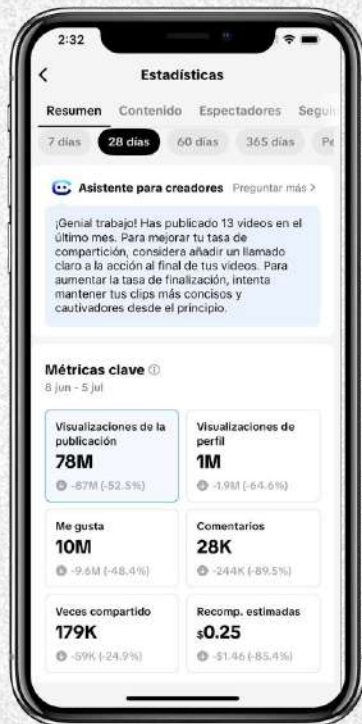 2:32
Estadísticas
Resumen Contenido Espectadores Segui
7 días 28 días 60 días 365 días Pe
Asistente para creadores Preguntar más >
¡Genial trabajo! Has publicado 13 videos en el
último mes. Para mejorar tu tasa de
compartición, considera añadir un llamado
claro a la acción al final de tus videos. Para
aumentar la tasa de finalización, intenta
mantener tus clips más concisos y
cautivadores desde el principio.
Métricas clave
8 jun - 5 jul
Visualizaciones de la
publicación
78M
-87M (-52.5%)
Visualizaciones de
perfil
1M
-1.9M (-64.6%)
Me gusta
10M
-9.6M (-48.4%)
Comentarios
28K
-244K (-89.5%)
Veces compartido
179K
-59K (-24.9%)
Recomp. estimadas
$0.25
-$1.46 (-85.4%)